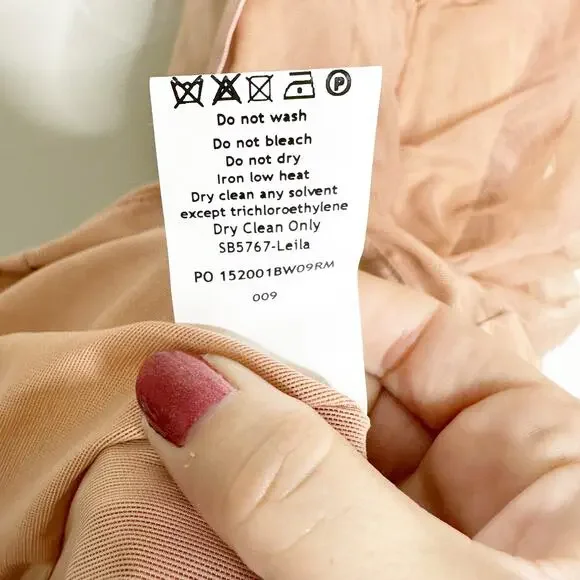 P
Do not wash
Do not bleach
Do not dry
Iron low heat
Dry clean any solvent
except trichloroethylene
Dry Clean Only
SB5767-Leila
PO 152001BW09RM
009